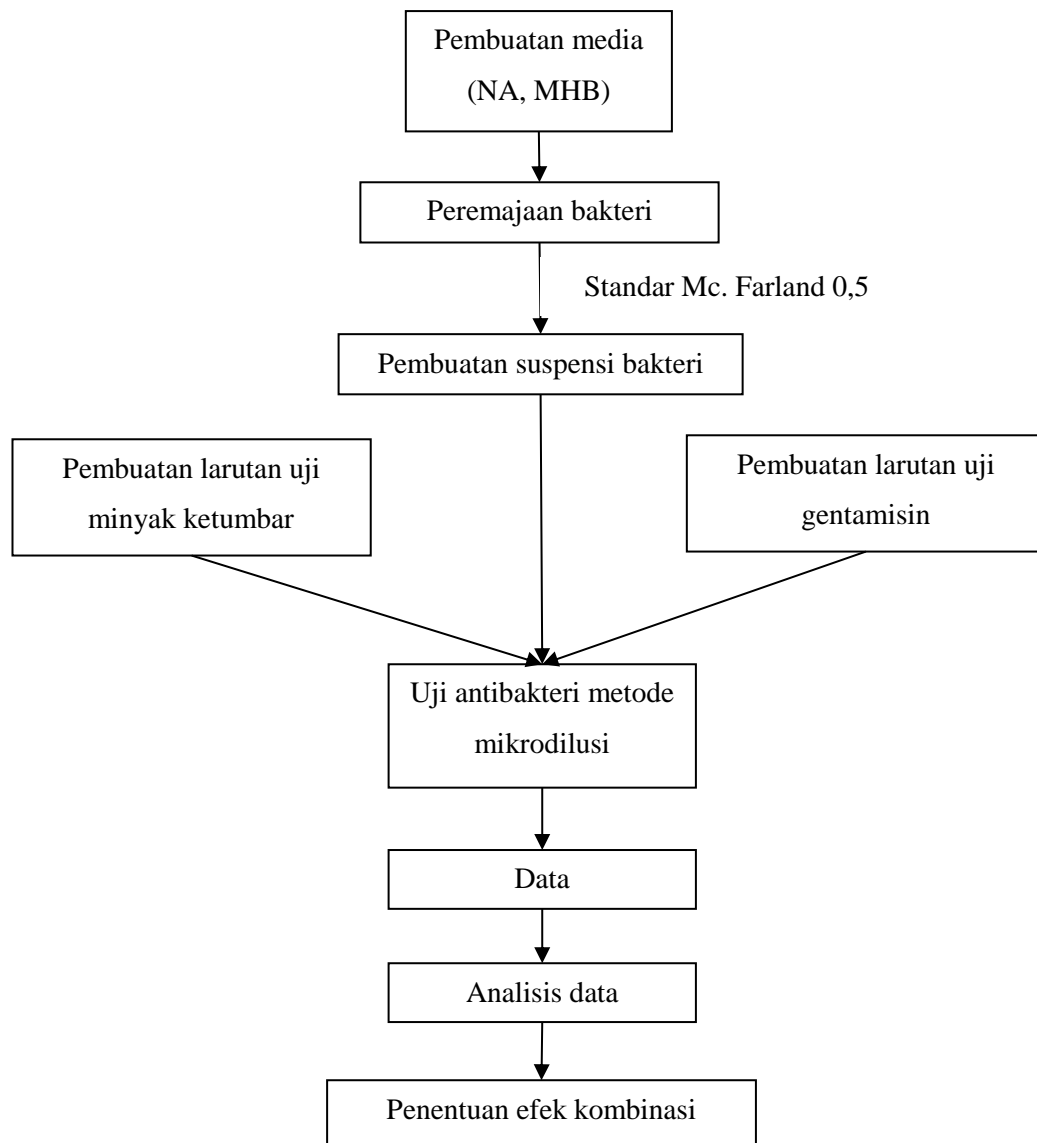 Pembuatan media
(NA, MHB)
Peremajaan bakteri
Standar Mc. Farland 0,5
Pembuatan suspensi bakteri
Pembuatan larutan uji
minyak ketumbar
Pembuatan larutan uji
gentamisin
Uji antibakteri metode
mikrodilusi
Data
Analisis data
Penentuan efek kombinasi